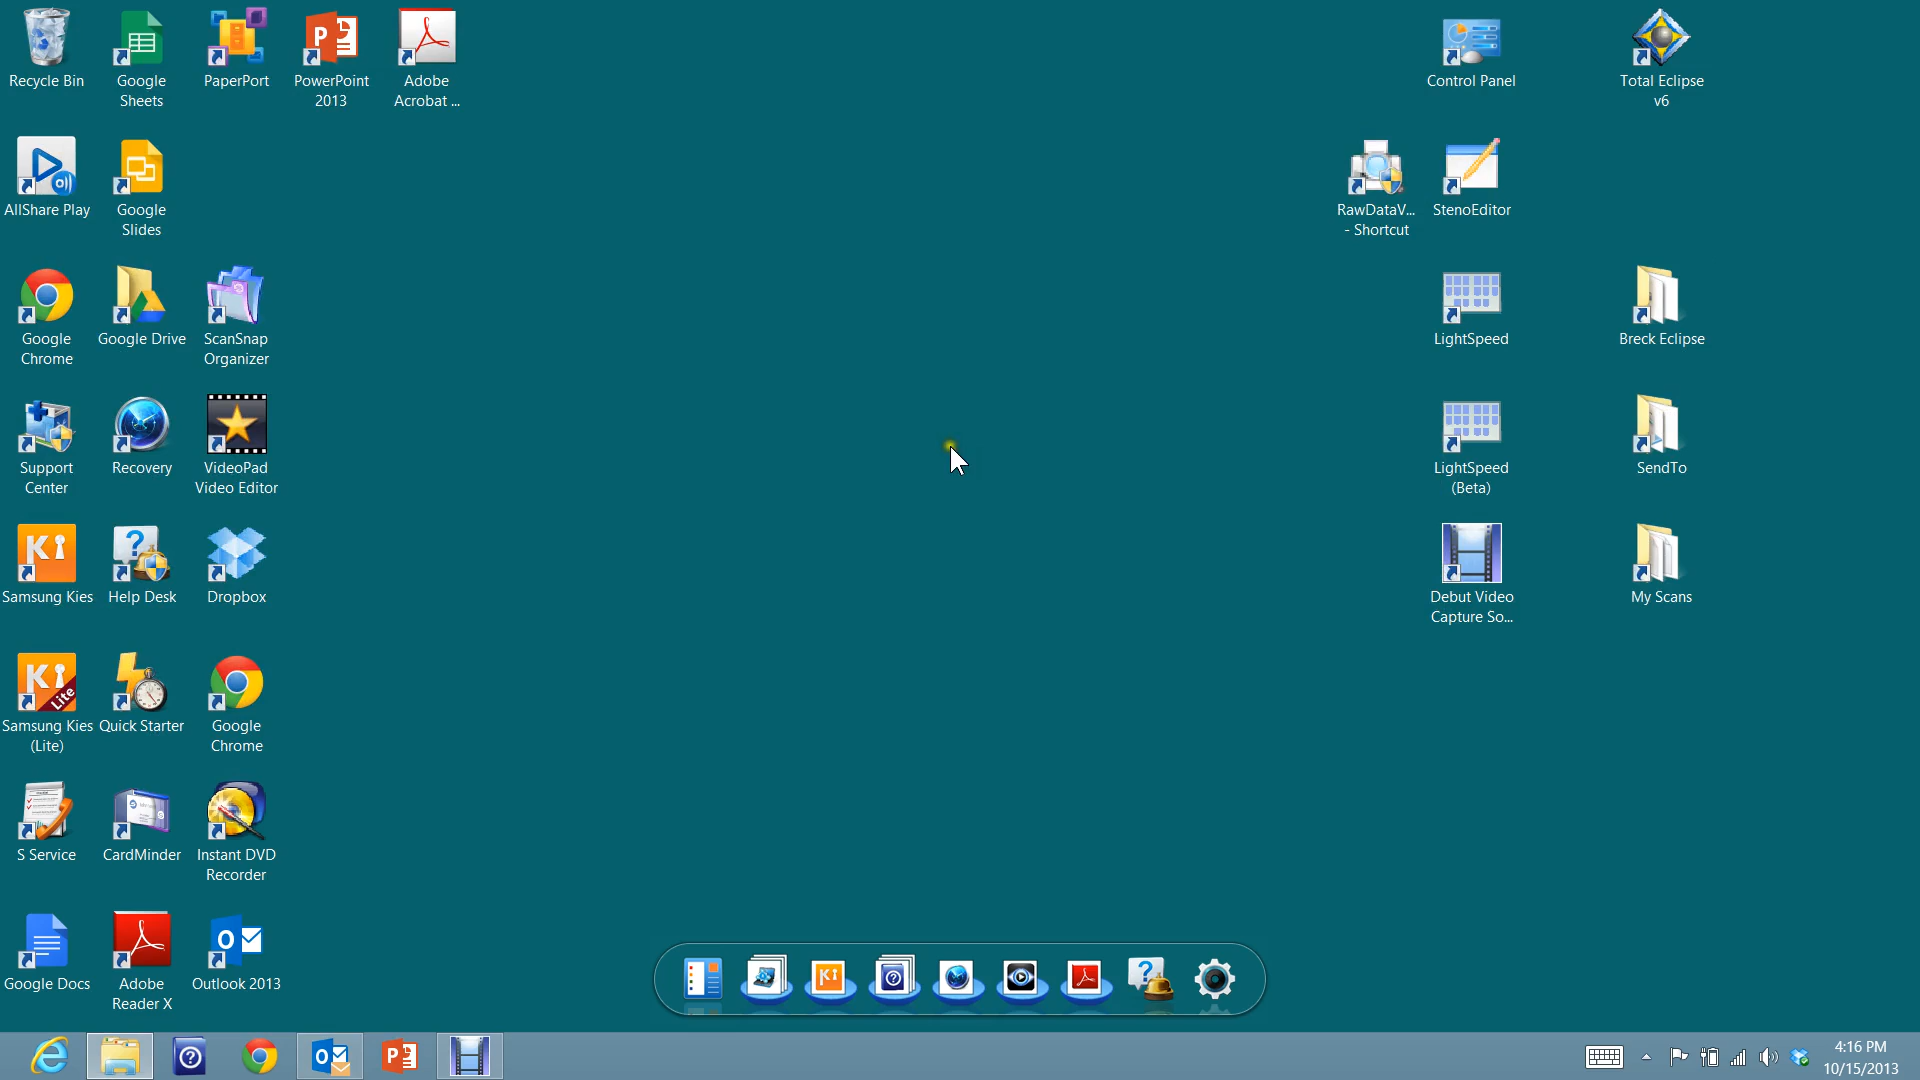 Recycle Bin
Google
Sheets
PaperPort
PowerPoint
2013
Adobe
Acrobat ...
Control Panel
Total Eclipse
v6
AllShare Play
Google
Slides
RawDataV...
- Shortcut
StenoEditor
Google
Chrome
Google Drive
ScanSnap
Organizer
LightSpeed
Breck Eclipse
Support
Center
Recovery
VideoPad
Video Editor
LightSpeed
(Beta)
SendTo
Samsung Kies
Help Desk
Dropbox
Debut Video
Capture So...
My Scans
Samsung Kies
(Lite)
Quick Starter
Google
Chrome
S Service
CardMinder
Instant DVD
Recorder
Google Docs
Adobe
Reader X
Outlook 2013
4:16 PM
10/15/2013